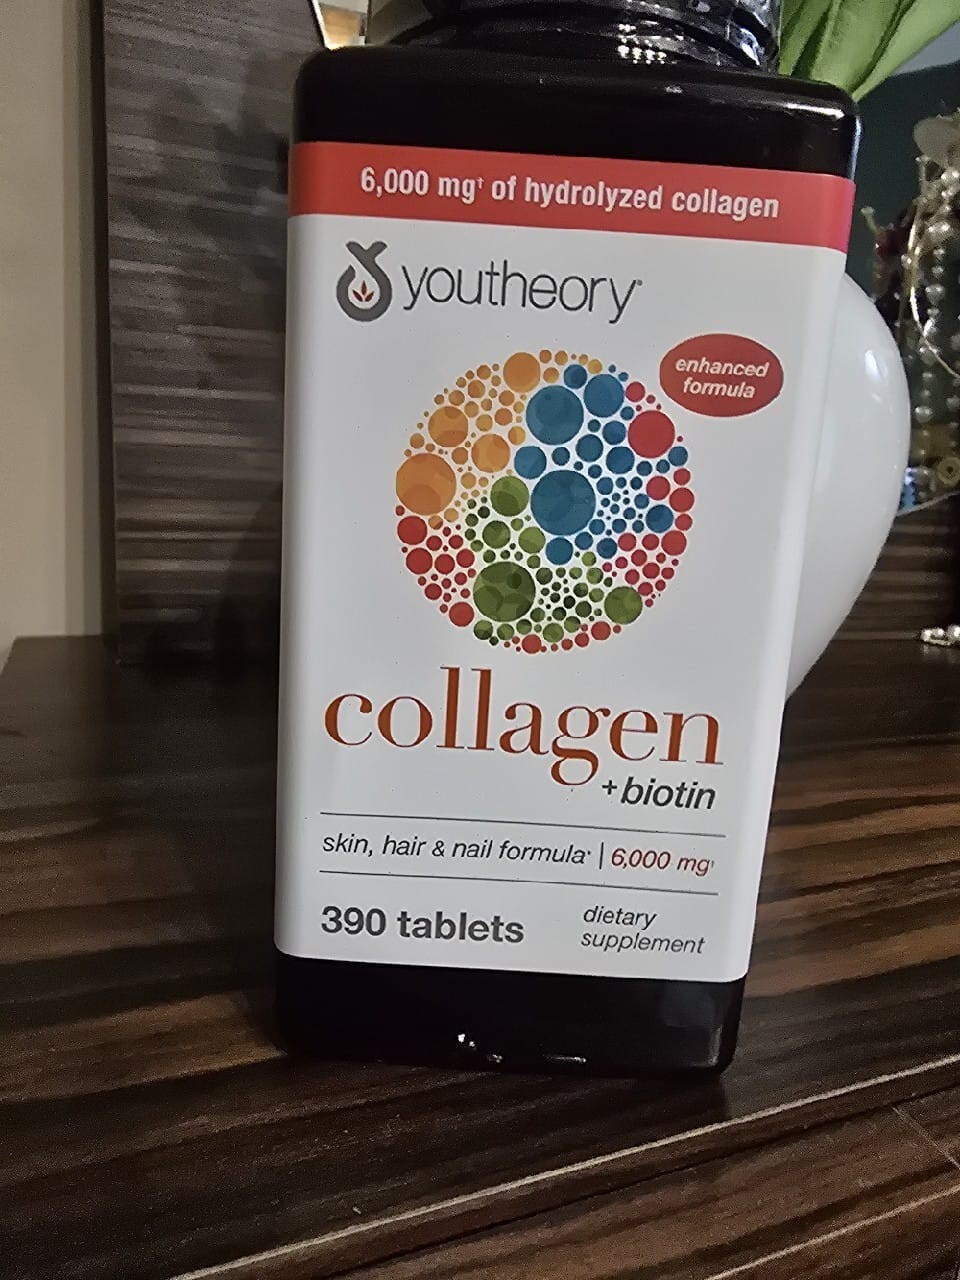 6,000 mg† of hydrolyzed collagen
youtheory®
enhanced
formula
collagen
+ biotin
skin, hair & nail formula* | 6,000 mg†
390 tablets
dietary
supplement